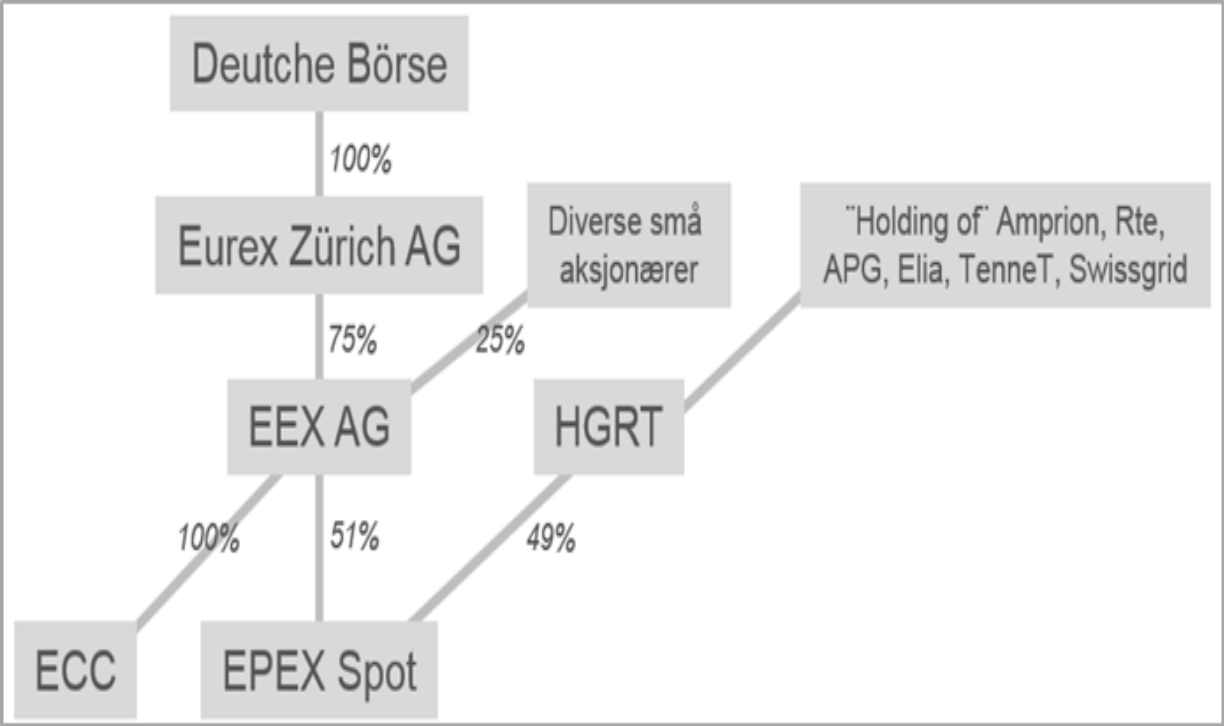 Deutche Börse
100%
Eurex Zürich AG
Diverse små
aksjonærer
¨Holding of¨ Amprion, Rte,
APG, Elia, TenneT, Swissgrid
75%
25%
EEX AG
HGRT
100%
51%
49%
ECC
EPEX Spot